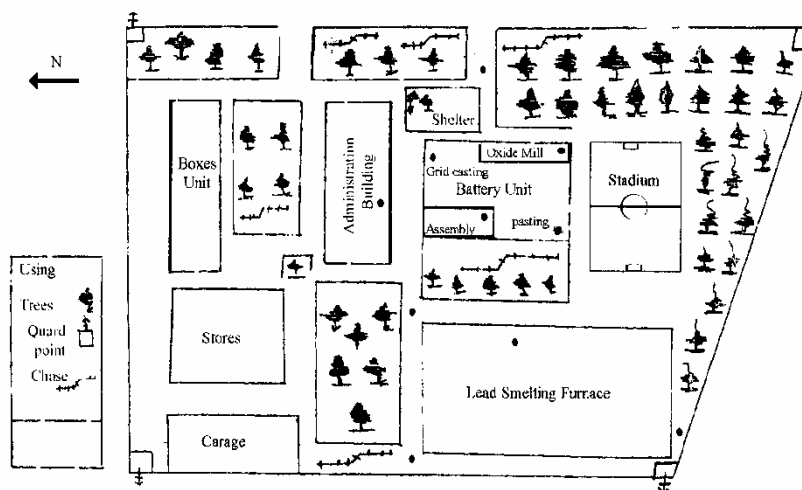 N
Shelter
Boxes
Unit
Administration
Building
Oxide Mill
Grid casting
Battery Unit
Assembly
pasting
Stadium
Using
Trees
Quard
point
Chase
Stores
Lead Smelting Furnace
Carage